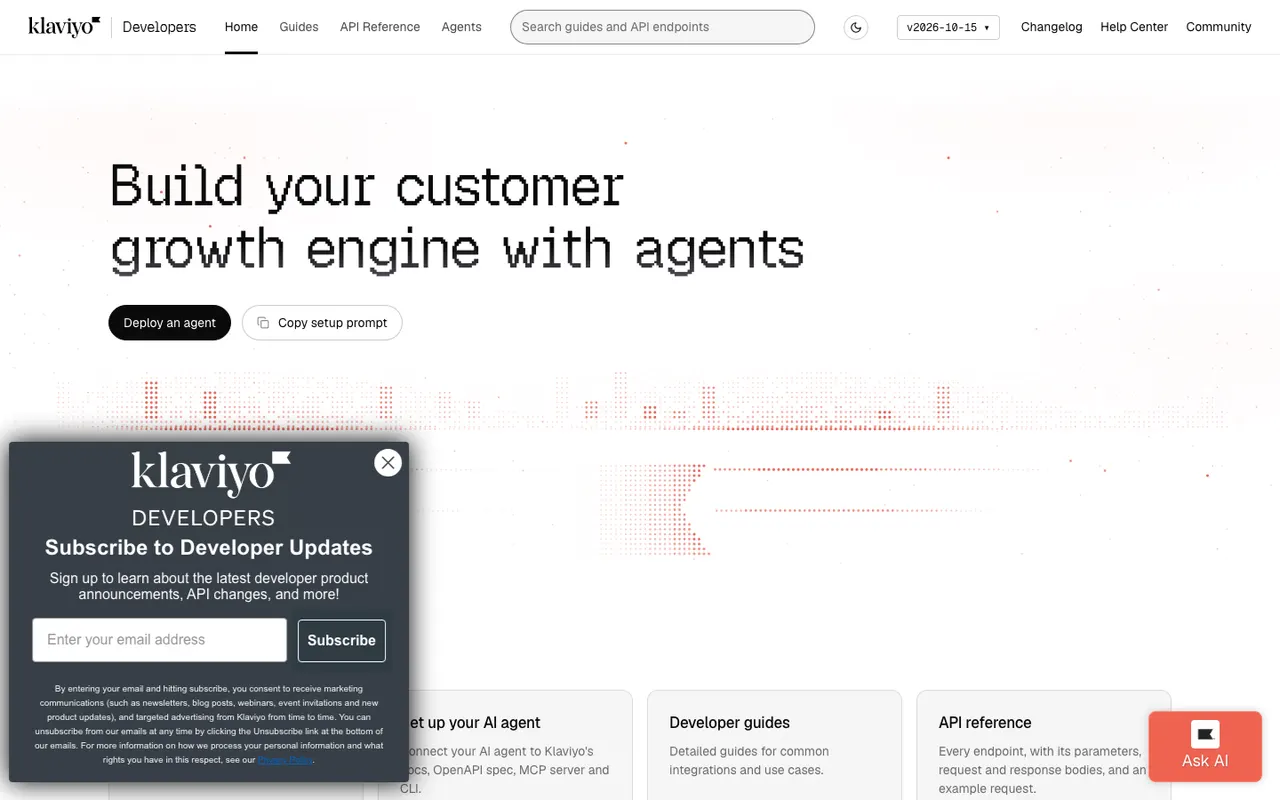 klaviyo Developers Home Guides API Reference Agents Search guides and API endpoints v2026-10-15 ▾ Changelog Help Center Community
Build your customer
growth engine with agents
Deploy an agent Copy setup prompt
klaviyo
DEVELOPERS
Subscribe to Developer Updates
Sign up to learn about the latest developer product
announcements, API changes, and more!
Enter your email address Subscribe
By entering your email and hitting subscribe, you consent to receive marketing
communications (such as newsletters, blog posts, webinars, event invitations and new
product updates), and targeted advertising from Klaviyo from time to time. You can
unsubscribe from our emails at any time by clicking the Unsubscribe link at the bottom of
our emails. For more information on how we process your personal information and what
rights you have in this respect, see our Privacy Policy.
et up your AI agent
onnect your AI agent to Klaviyo's
ocs, OpenAPI spec, MCP server and
CLI.
Developer guides
Detailed guides for common
integrations and use cases.
API reference
Every endpoint, with its parameters,
request and response bodies, and an
example request.
Ask AI